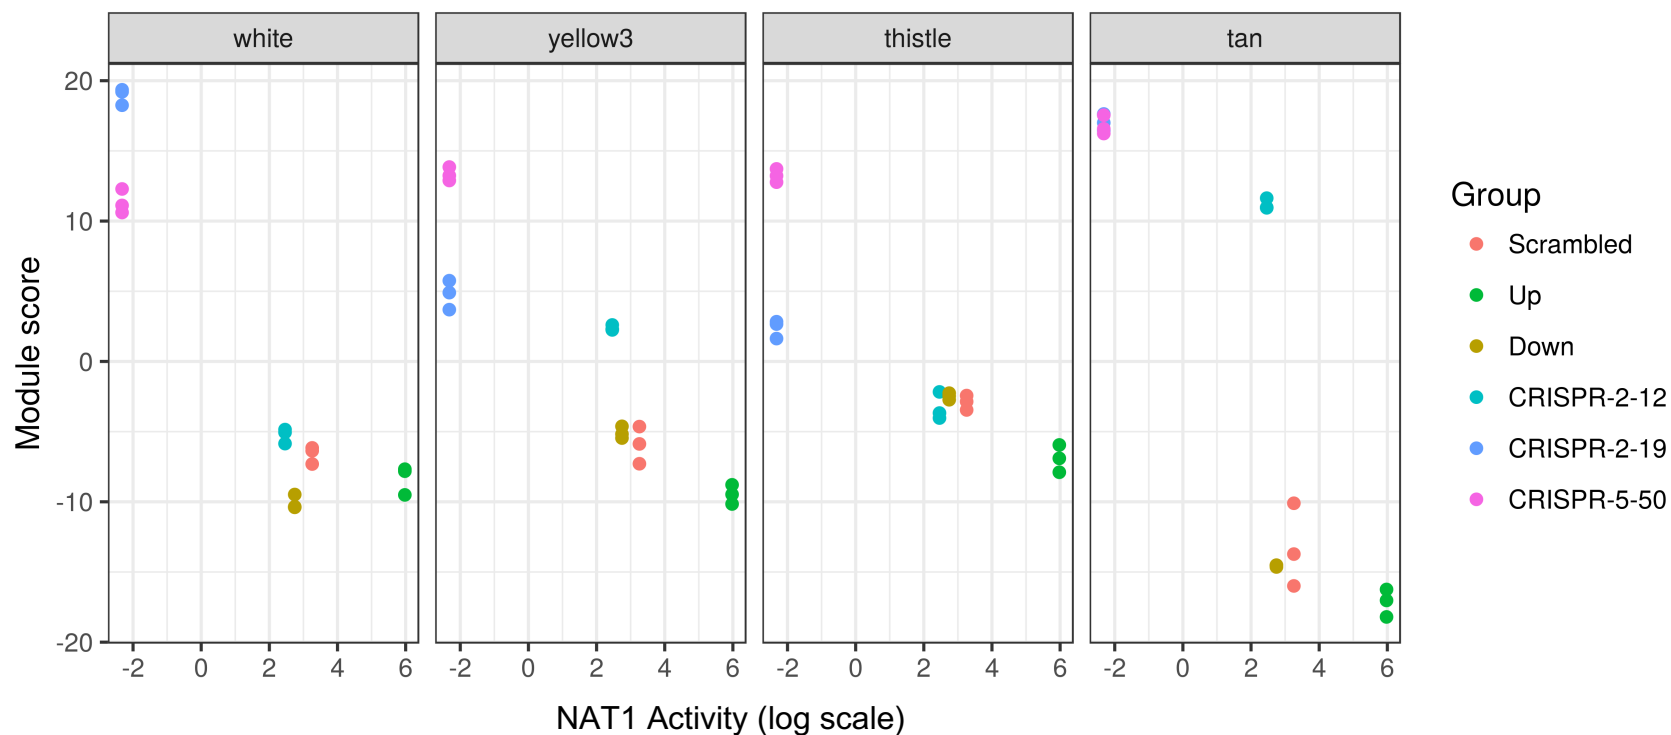 white yellow3 thistle tan
20
10
0
-10
-20
Module score
-2 0 2 4 6 -2 0 2 4 6 -2 0 2 4 6 -2 0 2 4 6
NAT1 Activity (log scale)
Group
Scrambled
Up
Down
CRISPR-2-12
CRISPR-2-19
CRISPR-5-50